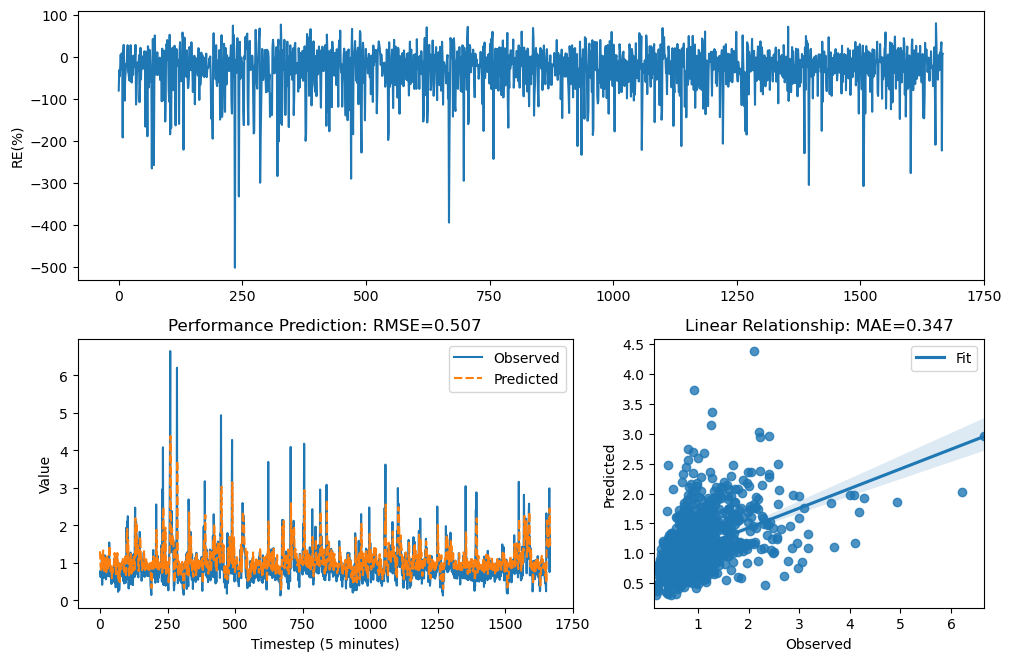 100
0
−100
−200
−300
−400
−500
RE(%)
0 250 500 750 1000 1250 1500 1750
Performance Prediction: RMSE=0.507
Observed
Predicted
6
5
4
3
2
1
0
Value
0 250 500 750 1000 1250 1500 1750
Timestep (5 minutes)
Linear Relationship: MAE=0.347
Fit
4.5
4.0
3.5
3.0
2.5
2.0
1.5
1.0
0.5
Predicted
1 2 3 4 5 6
Observed